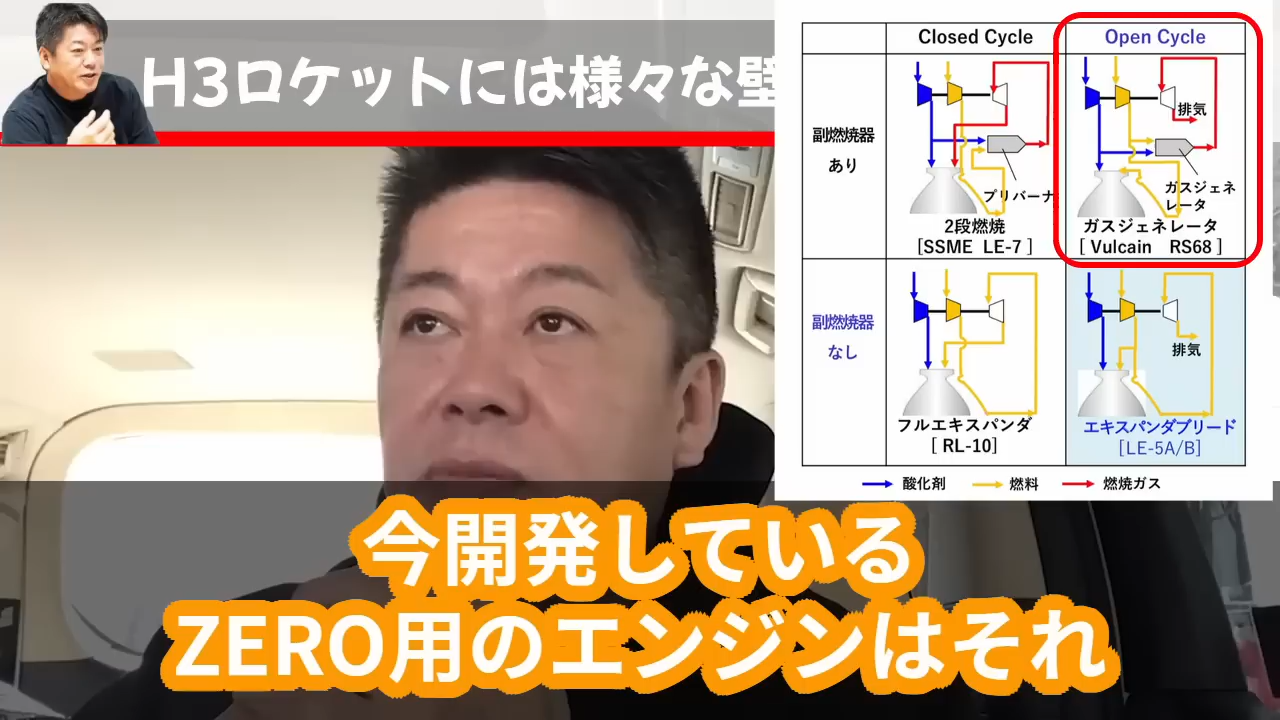 H3ロケットには様々な壁
Closed Cycle
Open Cycle
副燃焼器
あり
プリバーナ
2段燃焼
[SSME LE-7 ]
排気
ガスジェネ
レータ
ガスジェネレータ
[ Vulcain RS68 ]
副燃焼器
なし
フルエキスパンダ
[ RL-10]
排気
エキスパンダブリード
[LE-5A/B]
酸化剤
燃料
燃焼ガス
今開発している
ZERO用のエンジンはそれ